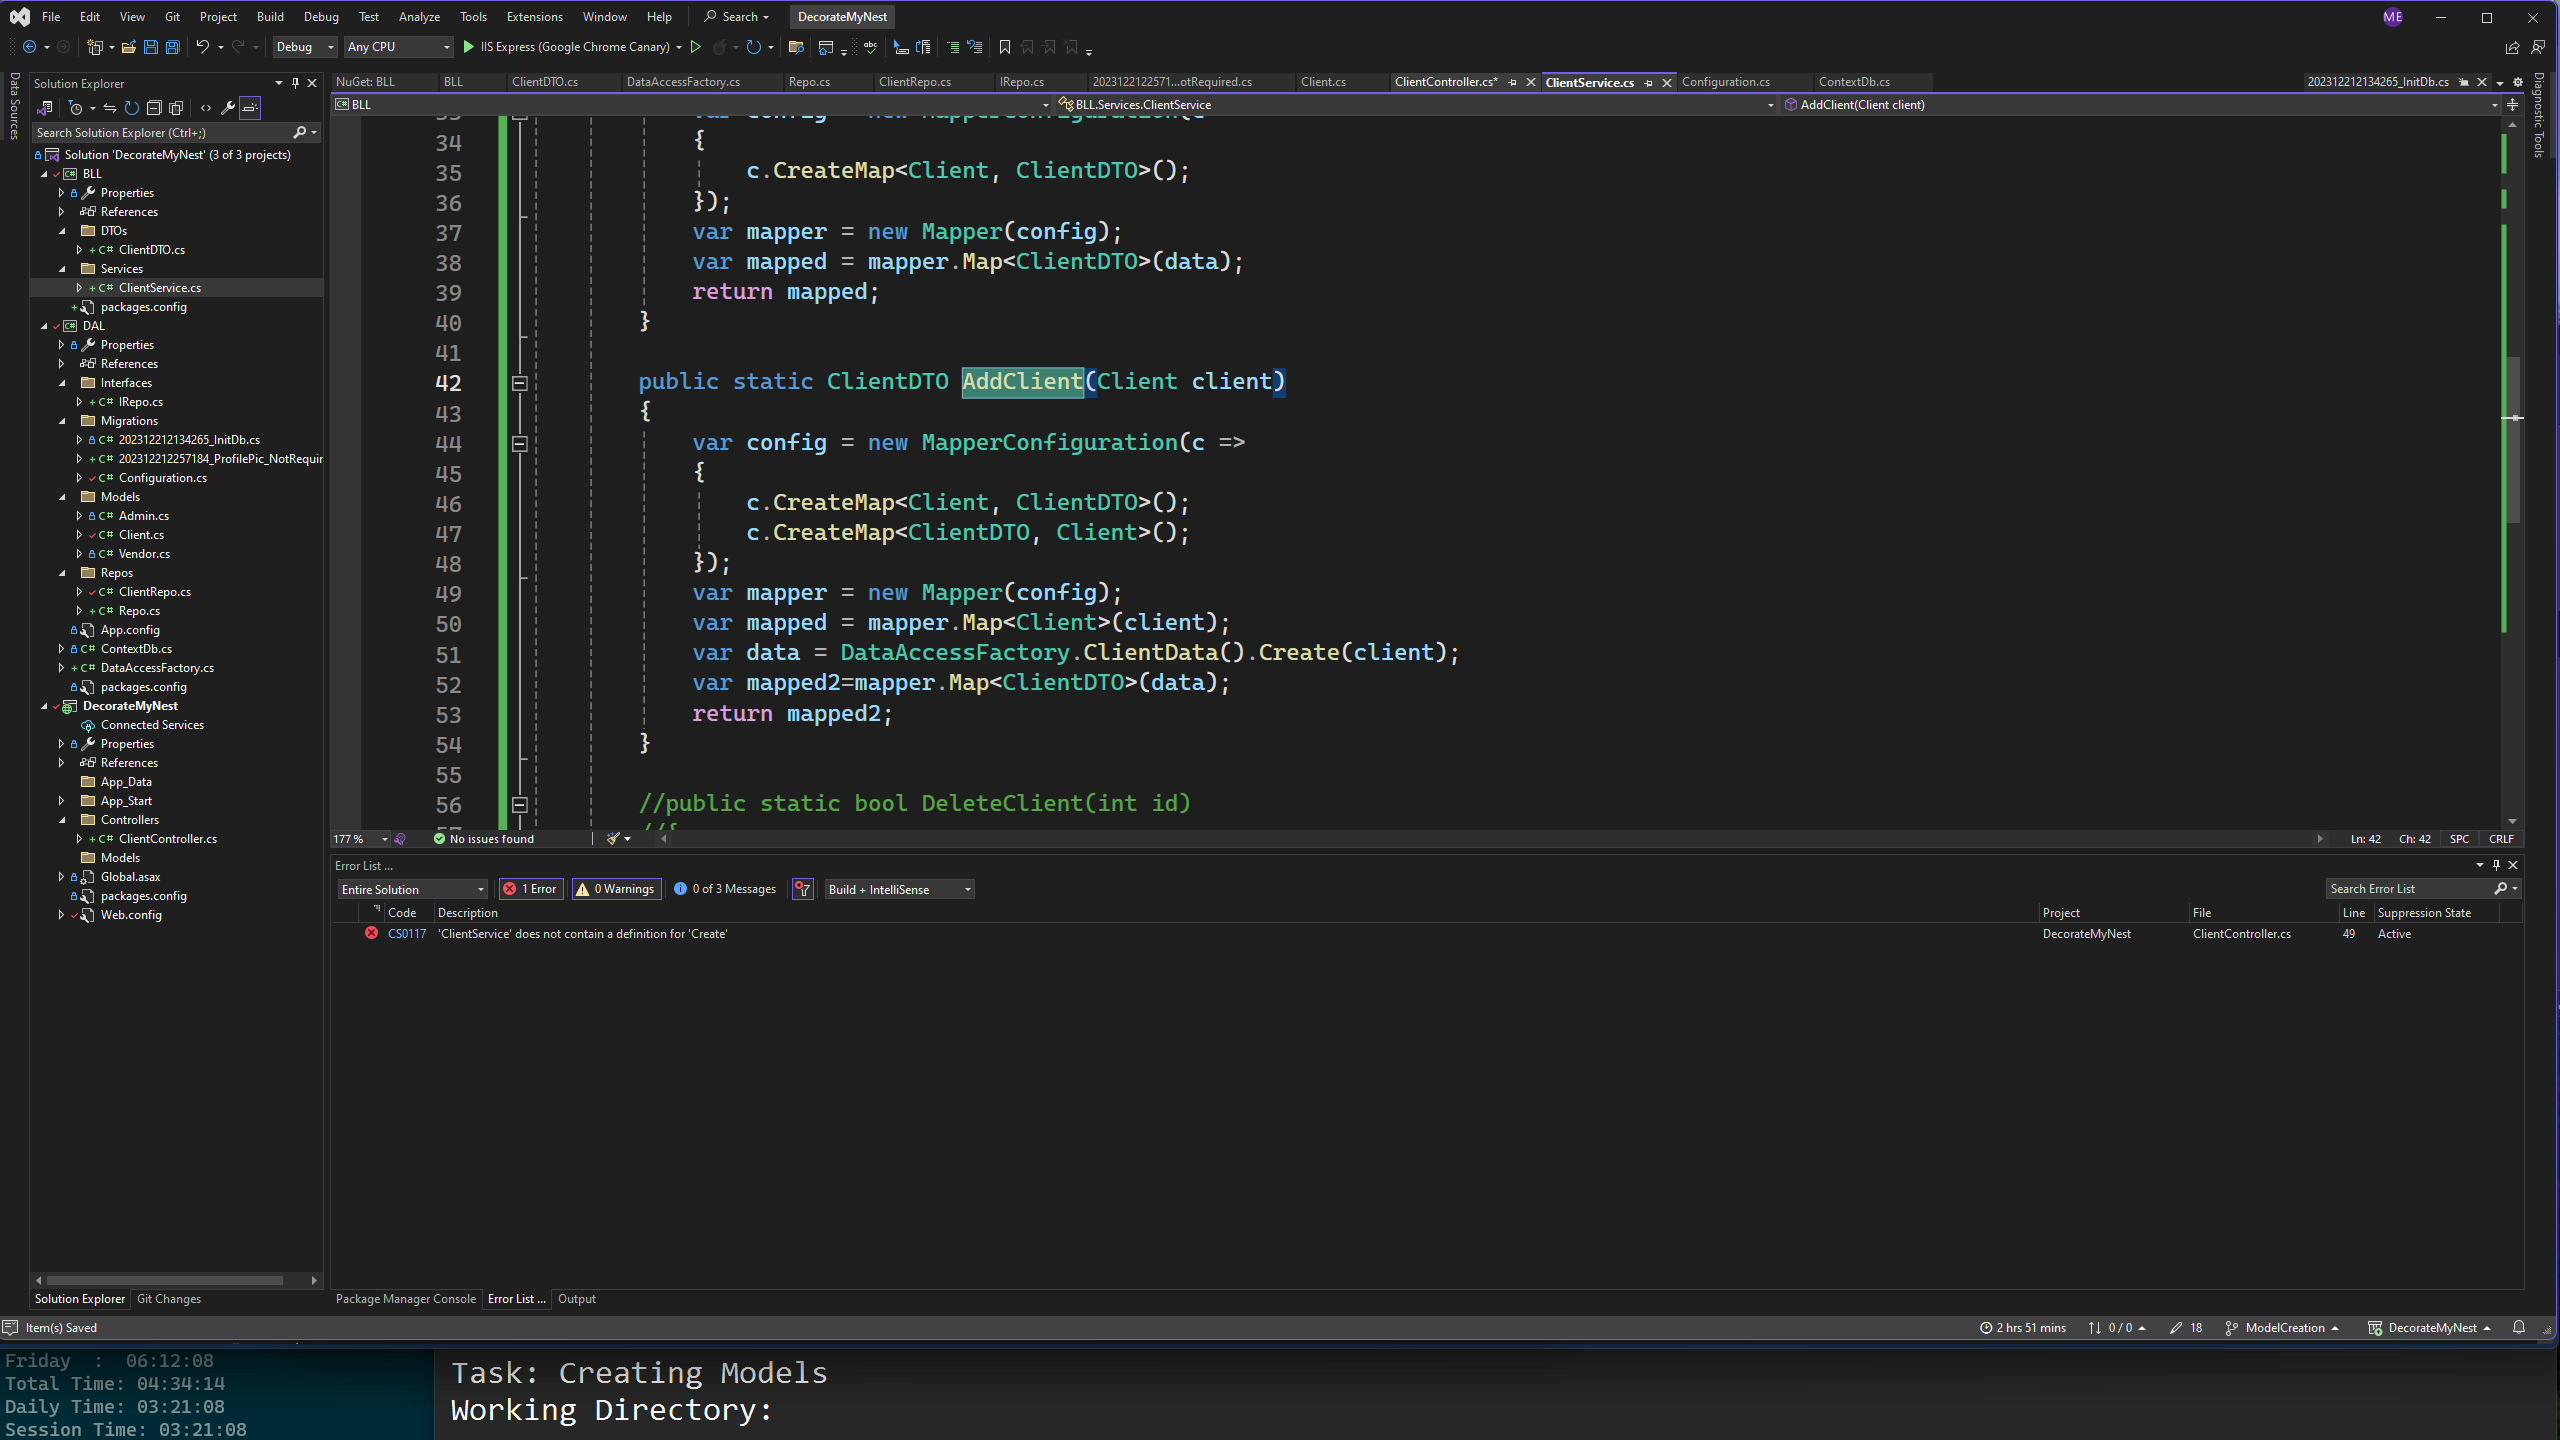 File Edit View Git Project Build Debug Test Analyze Tools Extensions Window Help Search DecorateMyNest ME
Debug Any CPU IIS Express (Google Chrome Canary)
Data Sources
Solution Explorer
Search Solution Explorer (Ctrl+;)
Solution 'DecorateMyNest' (3 of 3 projects)
BLL
Properties
References
DTOs
C# ClientDTO.cs
Services
C# ClientService.cs
packages.config
DAL
Properties
References
Interfaces
C# IRepo.cs
Migrations
C# 202312212134265_InitDb.cs
C# 202312212257184_ProfilePic_NotRequir
C# Configuration.cs
Models
C# Admin.cs
C# Client.cs
C# Vendor.cs
Repos
C# ClientRepo.cs
C# Repo.cs
App.config
C# ContextDb.cs
C# DataAccessFactory.cs
packages.config
DecorateMyNest
Connected Services
Properties
References
App_Data
App_Start
Controllers
C# ClientController.cs
Models
Global.asax
packages.config
Web.config
Solution Explorer Git Changes
NuGet: BLL BLL ClientDTO.cs DataAccessFactory.cs Repo.cs ClientRepo.cs IRepo.cs 2023122122571...otRequired.cs Client.cs ClientController.cs* ClientService.cs Configuration.cs ContextDb.cs 202312212134265_InitDb.cs
BLL BLL.Services.ClientService AddClient(Client client)
Diagnostic Tools
34 {
35 c.CreateMap<Client, ClientDTO>();
36 });
37 var mapper = new Mapper(config);
38 var mapped = mapper.Map<ClientDTO>(data);
39 return mapped;
40 }
41
42 public static ClientDTO AddClient(Client client)
43 {
44 var config = new MapperConfiguration(c =>
45 {
46 c.CreateMap<Client, ClientDTO>();
47 c.CreateMap<ClientDTO, Client>();
48 });
49 var mapper = new Mapper(config);
50 var mapped = mapper.Map<Client>(client);
51 var data = DataAccessFactory.ClientData().Create(client);
52 var mapped2=mapper.Map<ClientDTO>(data);
53 return mapped2;
54 }
55
56 //public static bool DeleteClient(int id)
177 % No issues found Ln: 42 Ch: 42 SPC CRLF
Error List ...
Entire Solution 1 Error 0 Warnings 0 of 3 Messages Build + IntelliSense Search Error List
Code Description Project File Line Suppression State
CS0117 'ClientService' does not contain a definition for 'Create' DecorateMyNest ClientController.cs 49 Active
Package Manager Console Error List ... Output
Item(s) Saved 2 hrs 51 mins 0 / 0 18 ModelCreation DecorateMyNest
Friday : 06:12:08
Total Time: 04:34:14
Daily Time: 03:21:08
Session Time: 03:21:08
Task: Creating Models
Working Directory: